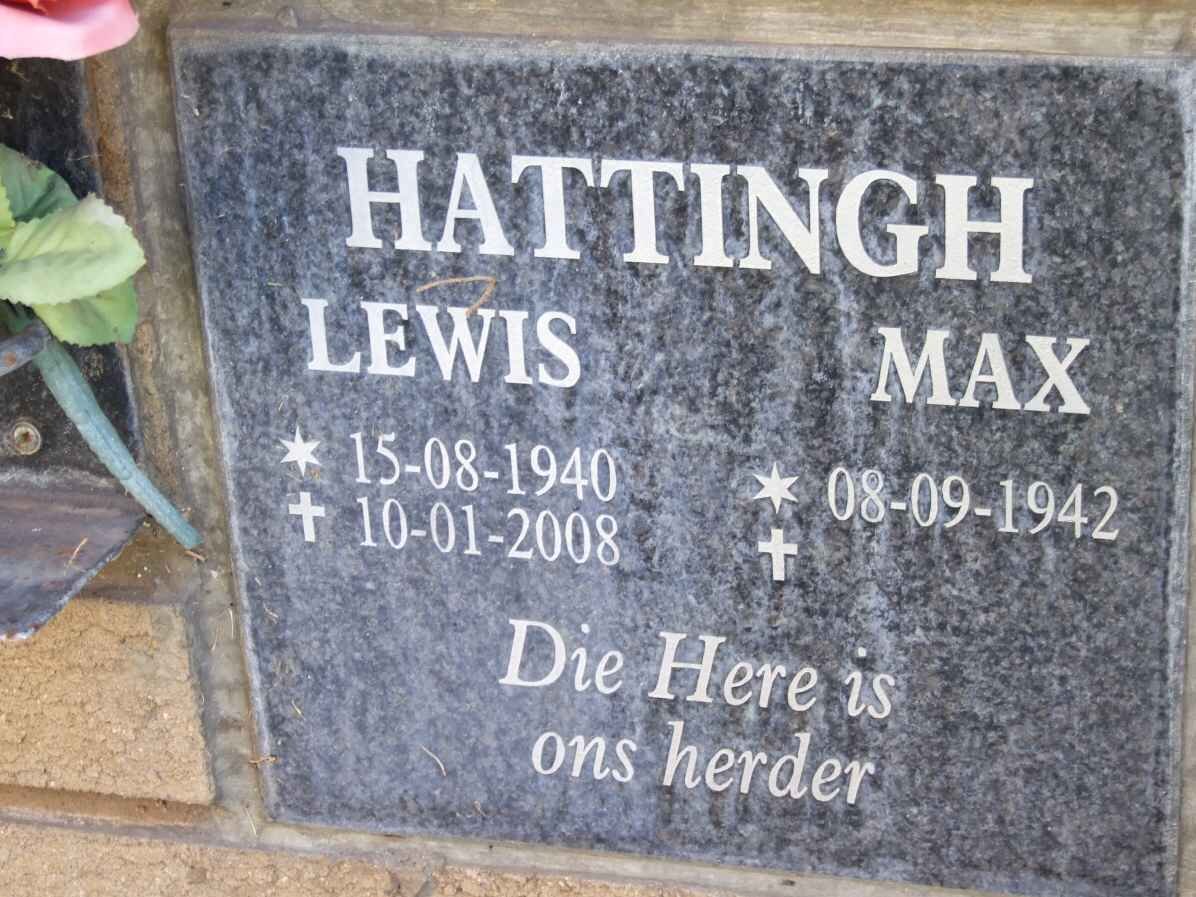 HATTINGH
LEWIS MAX
15-08-1940 08-09-1942
10-01-2008
Die Here is
ons herder